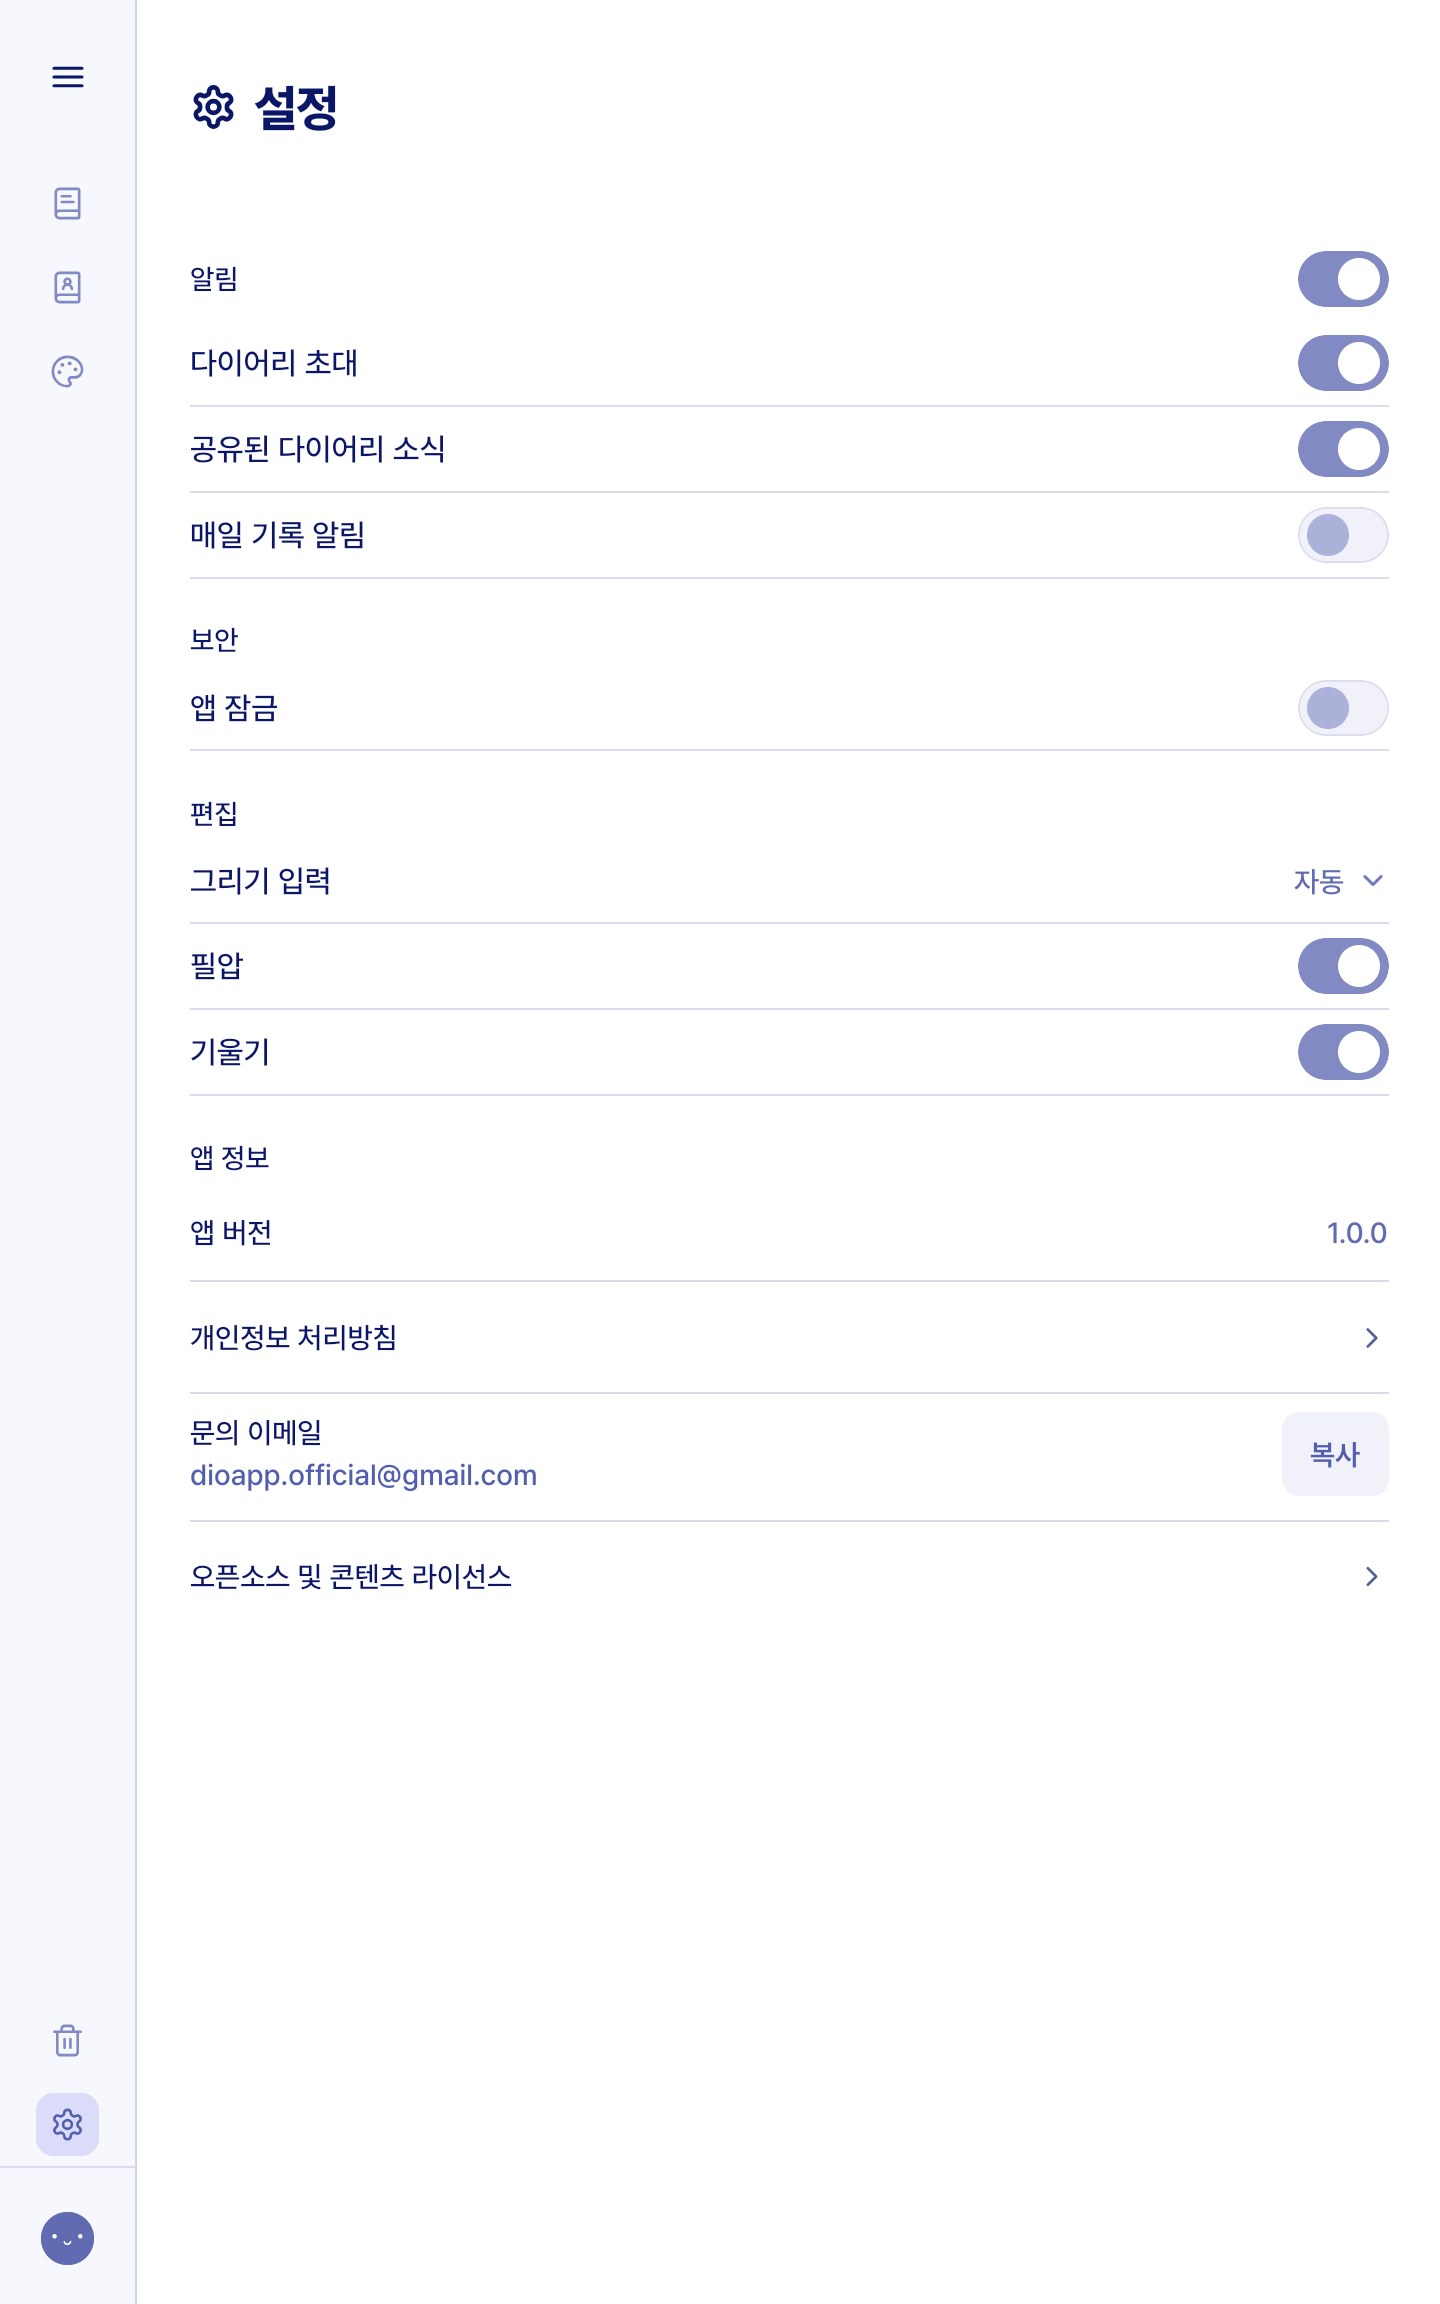 설정
알림
다이어리 초대
공유된 다이어리 소식
매일 기록 알림
보안
앱 잠금
편집
그리기 입력
자동
필압
기울기
앱 정보
앱 버전
1.0.0
개인정보 처리방침
문의 이메일
dioapp.official@gmail.com
복사
오픈소스 및 콘텐츠 라이선스